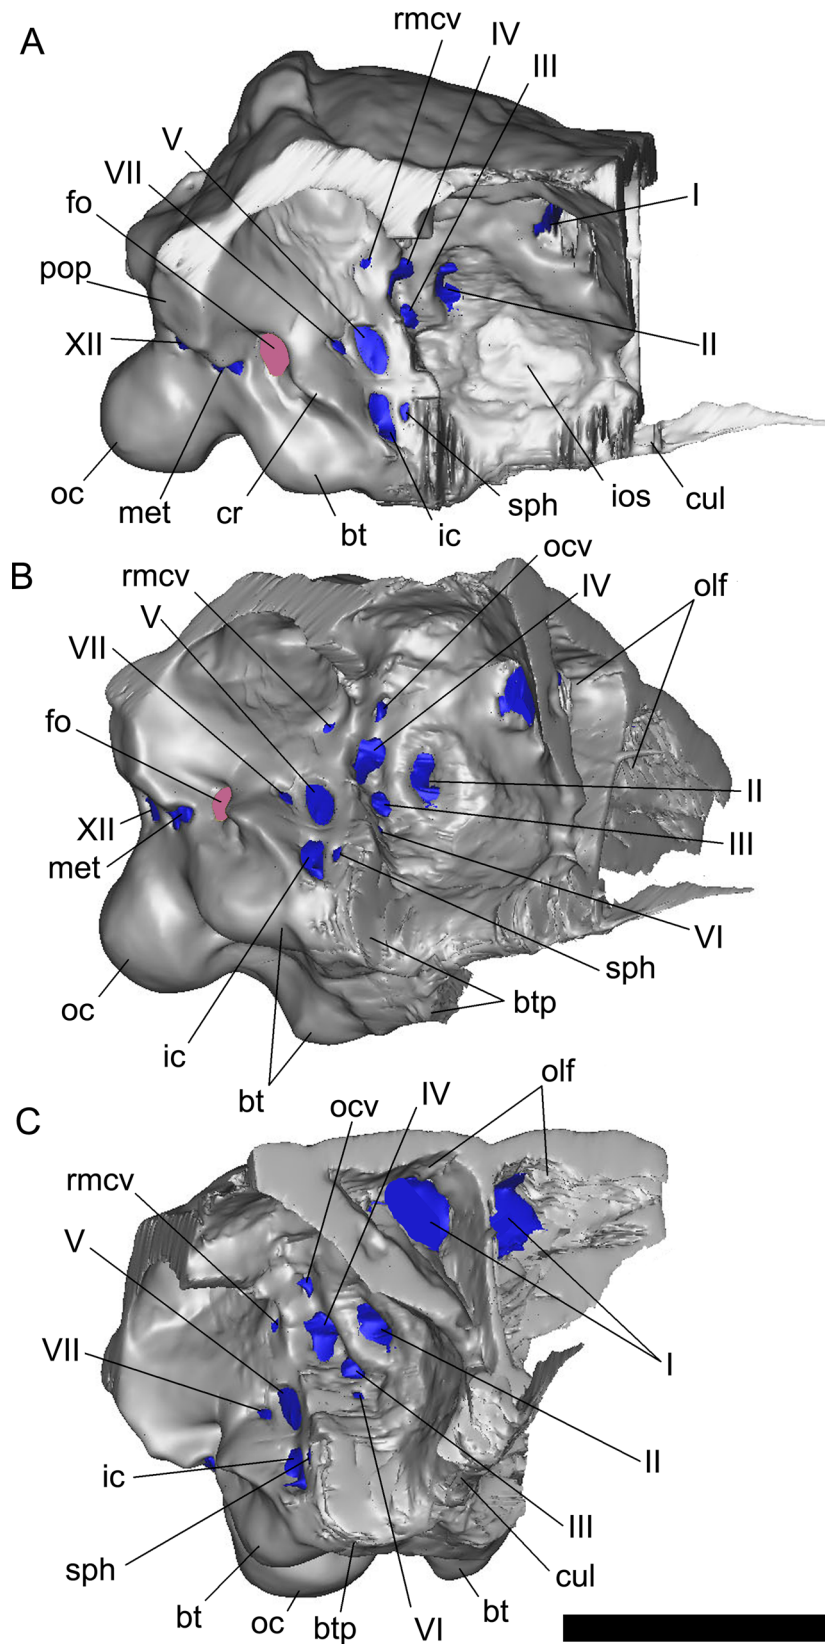 A
rmcv
IV
III
V
VII
I
fo
pop
XII
II
oc
met
cr
bt
ic
sph
ios
cul
B
ocv
rmcv
IV
olf
V
VII
fo
II
XII
III
met
VI
sph
oc
btp
ic
bt
C
olf
IV
ocv
rmcv
V
VII
I
II
ic
III
sph
cul
bt
oc
btp
VI
bt